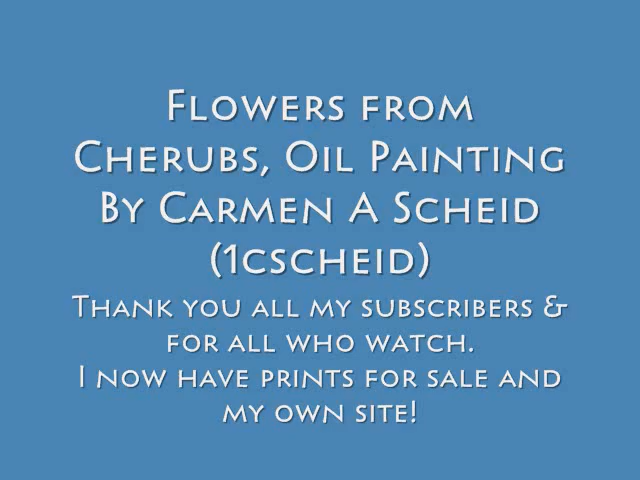 Flowers from
Cherubs, Oil Painting
By Carmen A Scheid
(1cscheid)
Thank you all my subscribers &
for all who watch.
I now have prints for sale and
my own site!